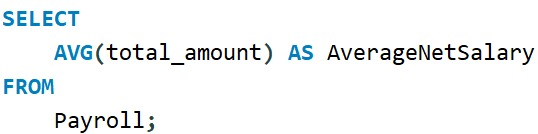 SELECT
AVG(total_amount) AS AverageNetSalary
FROM
Payroll;